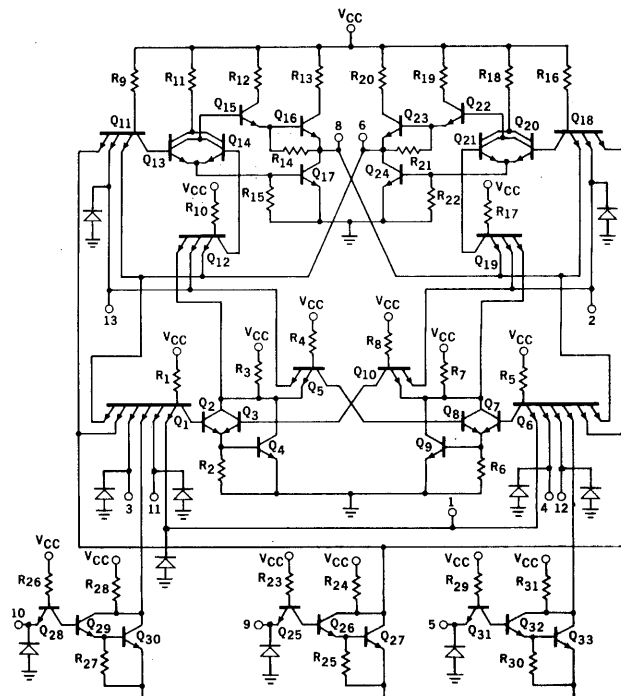 VCC
R9 R11 R12 R13 R20 R19 R18 R16
Q15 Q22
Q11 Q16 8 6 Q23 Q18
Q13 Q14 Q21 Q20
R14 R21
Q17 Q24
VCC R15 R22 VCC
R10 R17
Q12 Q19
13 2
VCC VCC
VCC R4 R8 VCC
VCC R3 Q10 R7 VCC
R1 Q5 R5
Q1 Q2 Q3 Q8 Q7 Q6
Q4 Q9
R2 R6
3 11 1 4 12
VCC VCC VCC VCC VCC VCC
R26 R28 R23 R24 R29 R31
10 Q28 Q29 Q30 9 Q25 Q26 Q27 5 Q31 Q32 Q33
R27 R25 R30